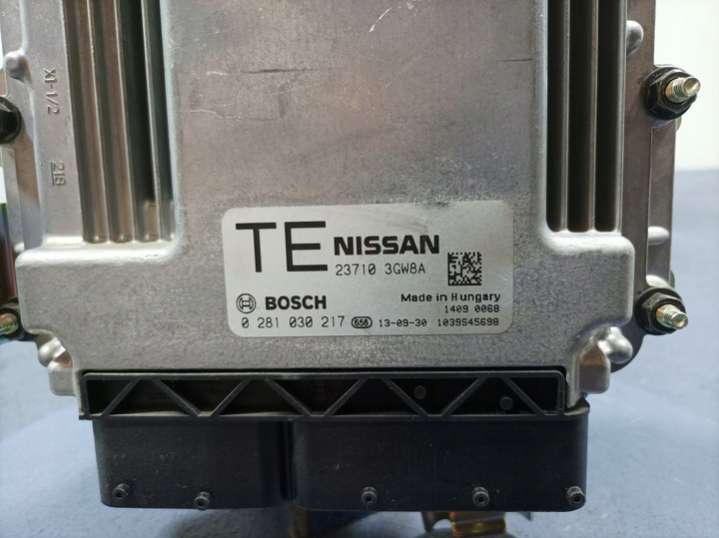 X1-1/2
218
TE NISSAN
23710 3GW8A
BOSCH
Made in Hungary
1409 0068
0 281 030 217 656 13-09-30 1039S45698